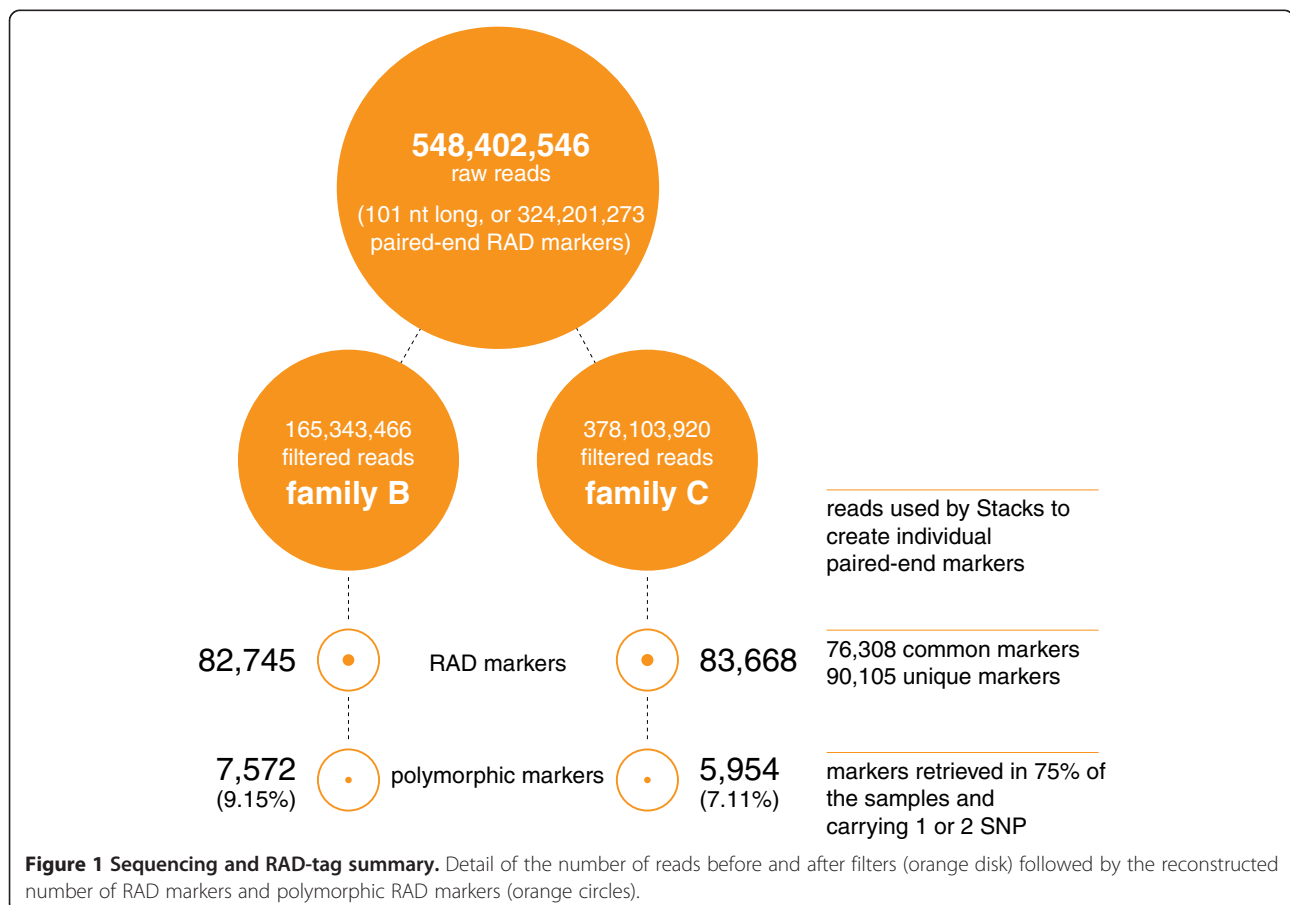 548,402,546
raw reads
(101 nt long, or 324,201,273
paired-end RAD markers)
165,343,466
filtered reads
family B
378,103,920
filtered reads
family C
reads used by Stacks to
create individual
paired-end markers
82,745
RAD markers
83,668
76,308 common markers
90,105 unique markers
7,572
(9.15%)
polymorphic markers
5,954
(7.11%)
markers retrieved in 75% of
the samples and
carrying 1 or 2 SNP
Figure 1 Sequencing and RAD-tag summary. Detail of the number of reads before and after filters (orange disk) followed by the reconstructed
number of RAD markers and polymorphic RAD markers (orange circles).